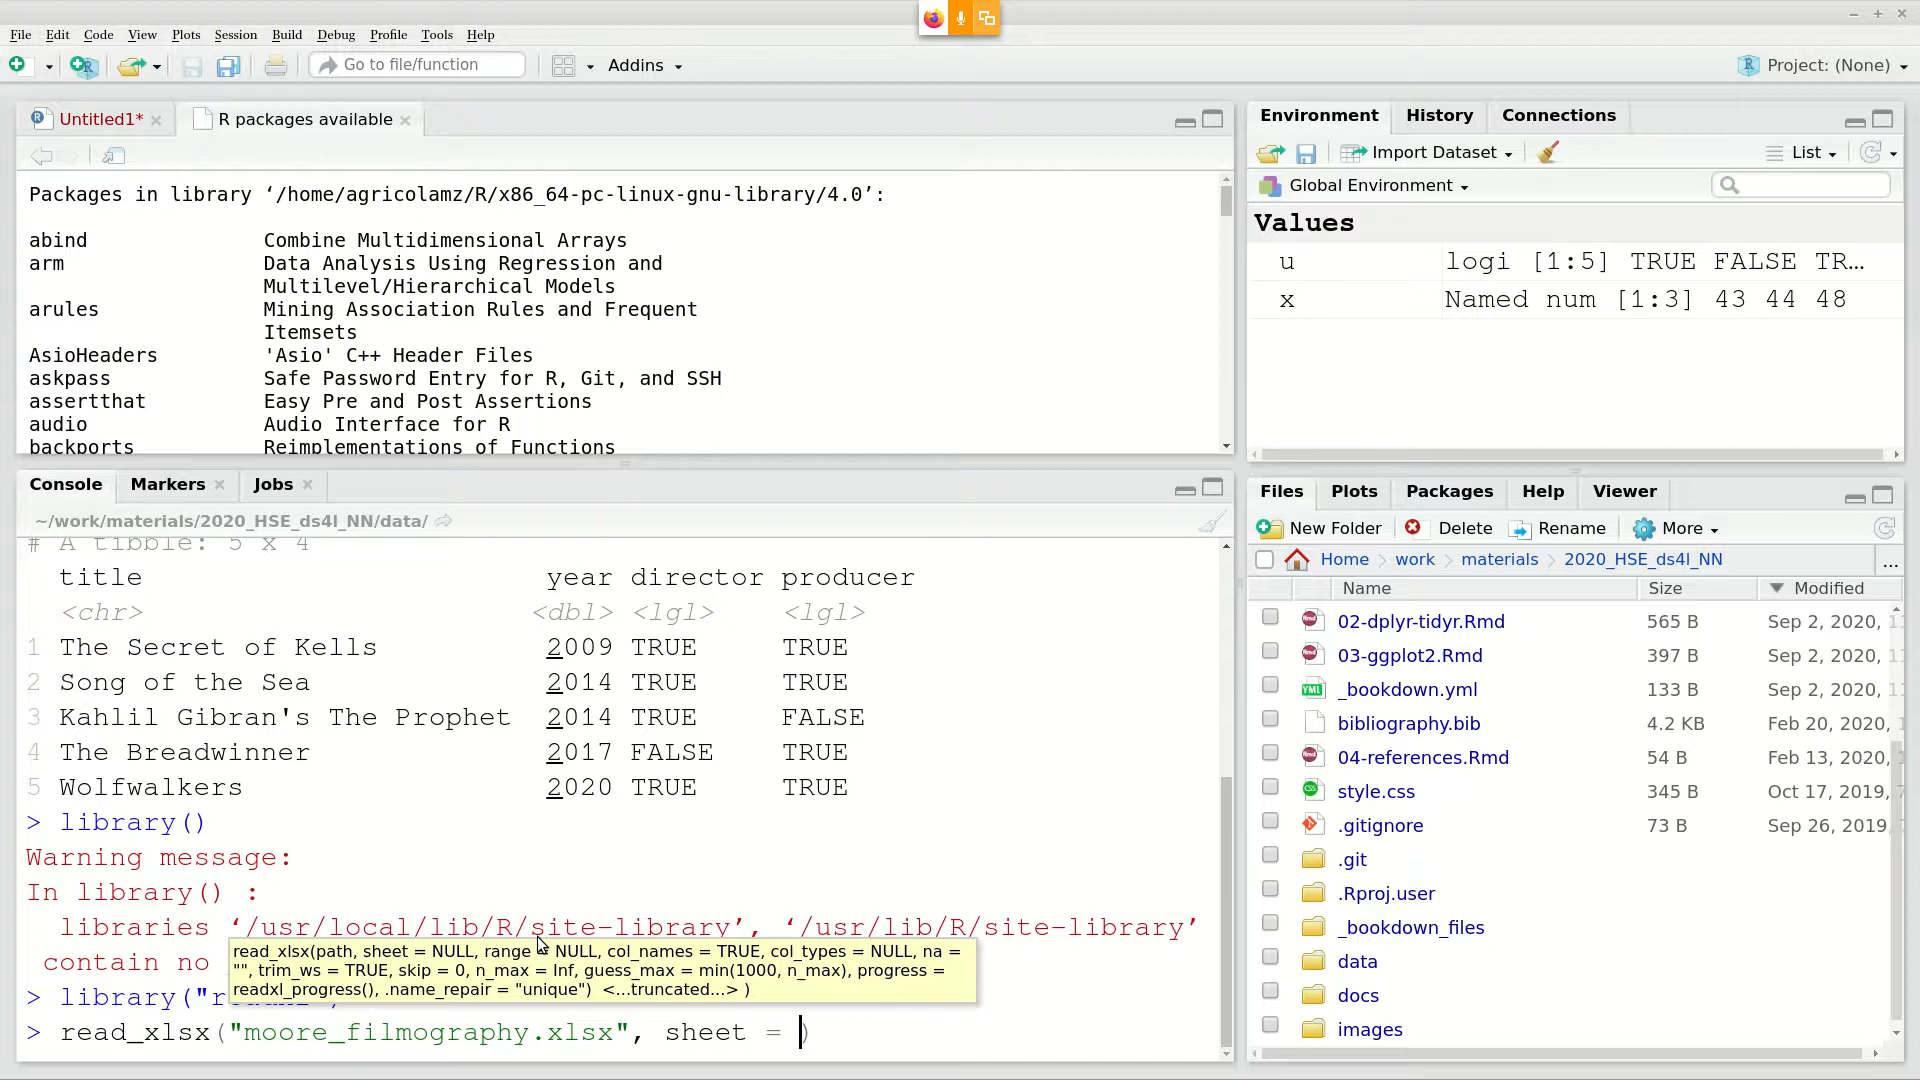 File Edit Code View Plots Session Build Debug Profile Tools Help
Go to file/function Addins Project: (None)
Untitled1* R packages available
Packages in library ‘/home/agricolamz/R/x86_64-pc-linux-gnu-library/4.0’:
abind Combine Multidimensional Arrays
arm Data Analysis Using Regression and
Multilevel/Hierarchical Models
arules Mining Association Rules and Frequent
Itemsets
AsioHeaders 'Asio' C++ Header Files
askpass Safe Password Entry for R, Git, and SSH
assertthat Easy Pre and Post Assertions
audio Audio Interface for R
backports Reimplementations of Functions
Console Markers Jobs
~/work/materials/2020_HSE_ds4l_NN/data/
# A tibble: 5 x 4
title year director producer
<chr> <dbl> <lgl> <lgl>
1 The Secret of Kells 2009 TRUE TRUE
2 Song of the Sea 2014 TRUE TRUE
3 Kahlil Gibran's The Prophet 2014 TRUE FALSE
4 The Breadwinner 2017 FALSE TRUE
5 Wolfwalkers 2020 TRUE TRUE
> library()
Warning message:
In library() :
libraries ‘/usr/local/lib/R/site-library’, ‘/usr/lib/R/site-library’
contain no
read_xlsx(path, sheet = NULL, range = NULL, col_names = TRUE, col_types = NULL, na =
"", trim_ws = TRUE, skip = 0, n_max = Inf, guess_max = min(1000, n_max), progress =
readxl_progress(), .name_repair = "unique") <...truncated...> )
> library("readxl")
> read_xlsx("moore_filmography.xlsx", sheet = )
Environment History Connections
Import Dataset List
Global Environment
Values
u logi [1:5] TRUE FALSE TR…
x Named num [1:3] 43 44 48
Files Plots Packages Help Viewer
New Folder Delete Rename More
Home work materials 2020_HSE_ds4l_NN ...
Name Size Modified
02-dplyr-tidyr.Rmd 565 B Sep 2, 2020,
03-ggplot2.Rmd 397 B Sep 2, 2020,
_bookdown.yml 133 B Sep 2, 2020,
bibliography.bib 4.2 KB Feb 20, 2020,
04-references.Rmd 54 B Feb 13, 2020,
style.css 345 B Oct 17, 2019,
.gitignore 73 B Sep 26, 2019,
.git
.Rproj.user
_bookdown_files
data
docs
images